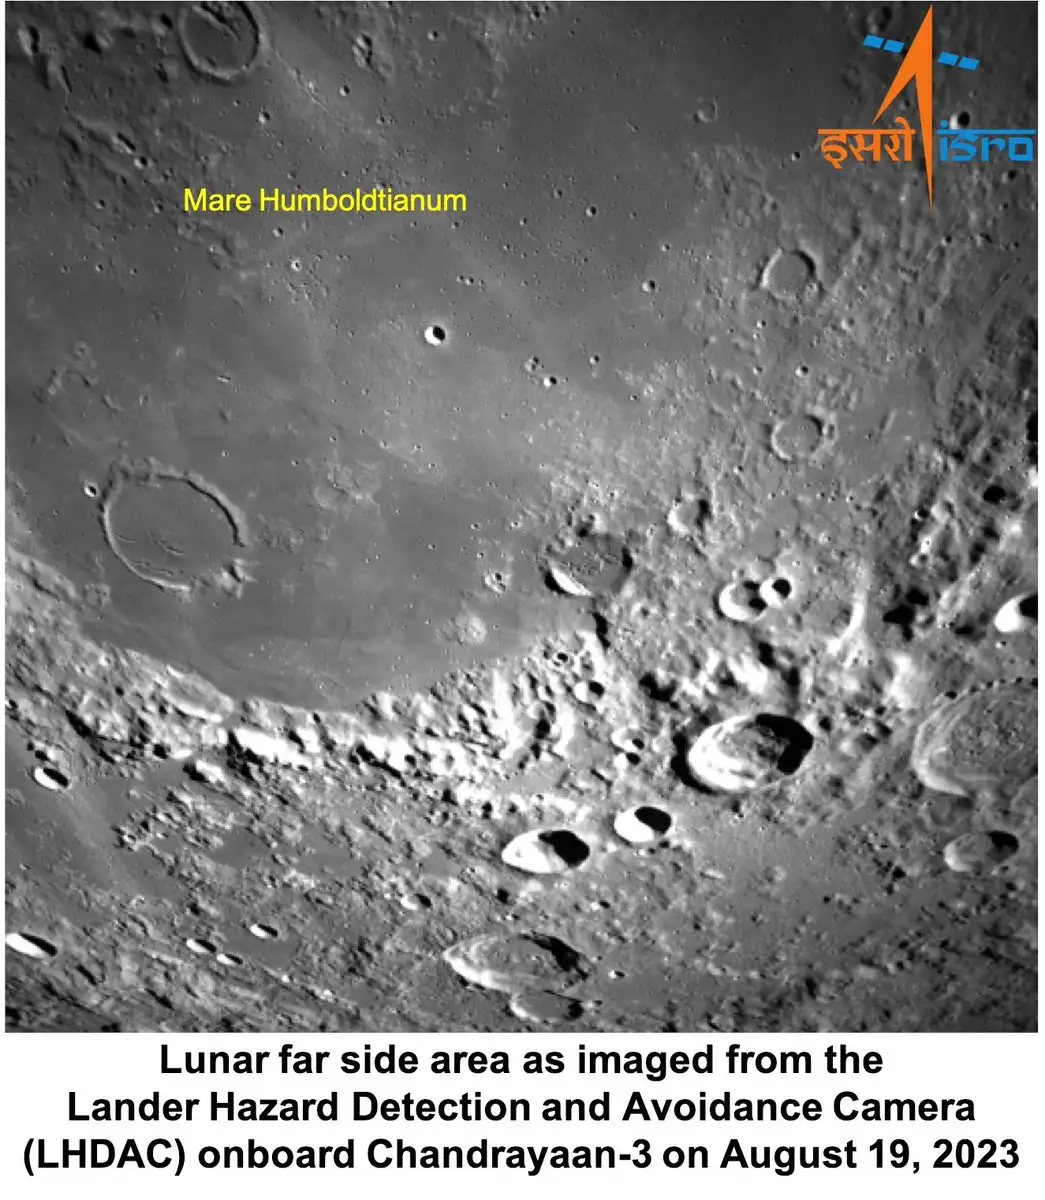 इसरो isro
Mare Humboldtianum
Lunar far side area as imaged from the
Lander Hazard Detection and Avoidance Camera
(LHDAC) onboard Chandrayaan-3 on August 19, 2023